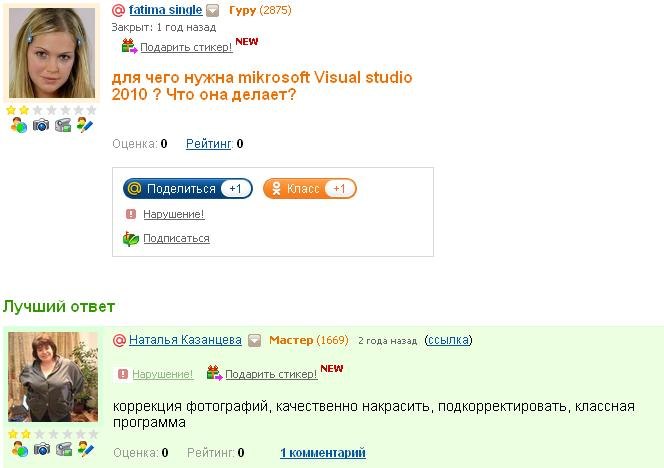 fatima single Гуру (2875)
Закрыт: 1 год назад
Подарить стикер! NEW
для чего нужна mikrosoft Visual studio
2010 ? Что она делает?
Оценка: 0 Рейтинг: 0
@ Поделиться +1 Класс +1
Нарушение!
Подписаться
Лучший ответ
Наталья Казанцева Мастер (1669) 2 года назад (ссылка)
Нарушение! Подарить стикер! NEW
коррекция фотографий, качественно накрасить, подкорректировать, классная
программа
Оценка: 0 Рейтинг: 0 1 комментарий